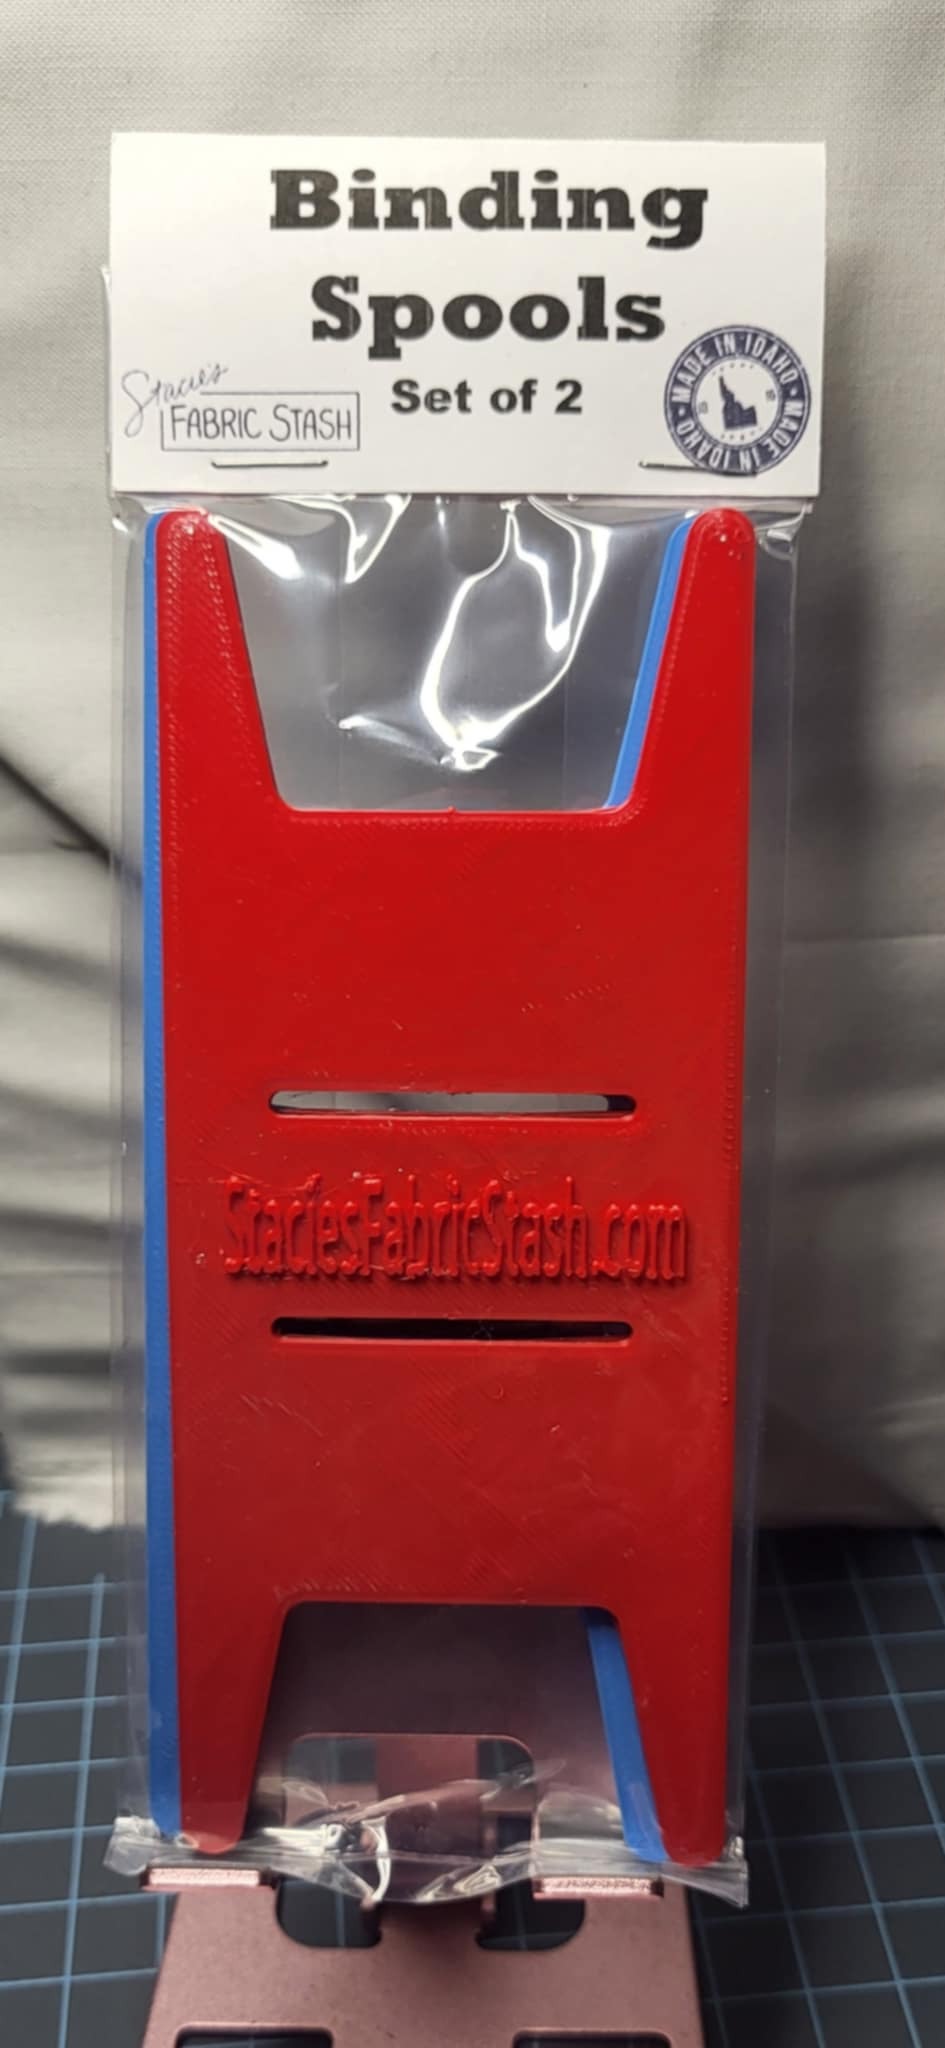 Binding
Spools
Set of 2
Stacie's
FABRIC STASH
MADE IN IDAHO • MADE IN IDAHO •
StaciesFabricStash.com